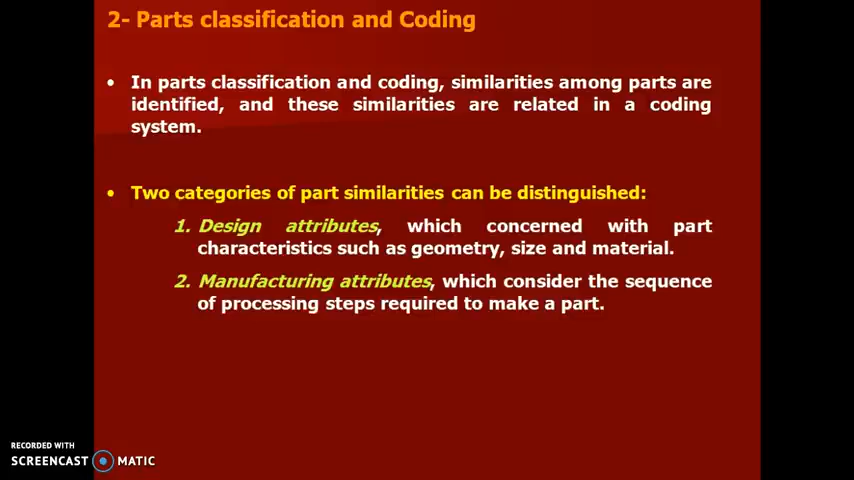 2- Parts classification and Coding
• In parts classification and coding, similarities among parts are
identified, and these similarities are related in a coding
system.
• Two categories of part similarities can be distinguished:
1. Design attributes, which concerned with part
characteristics such as geometry, size and material.
2. Manufacturing attributes, which consider the sequence
of processing steps required to make a part.
RECORDED WITH
SCREENCAST MATIC